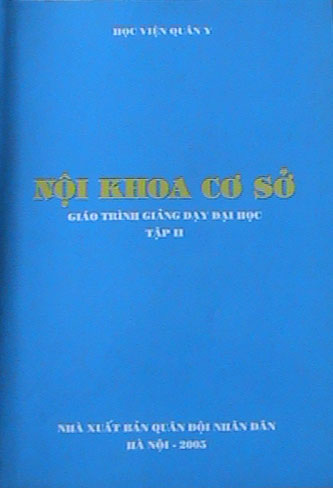 HỌC VIỆN QUÂN Y
NỘI KHOA CƠ SỞ
GIÁO TRÌNH GIẢNG DẠY ĐẠI HỌC
TẬP II
NHÀ XUẤT BẢN QUÂN ĐỘI NHÂN DÂN
HÀ NỘI - 2005